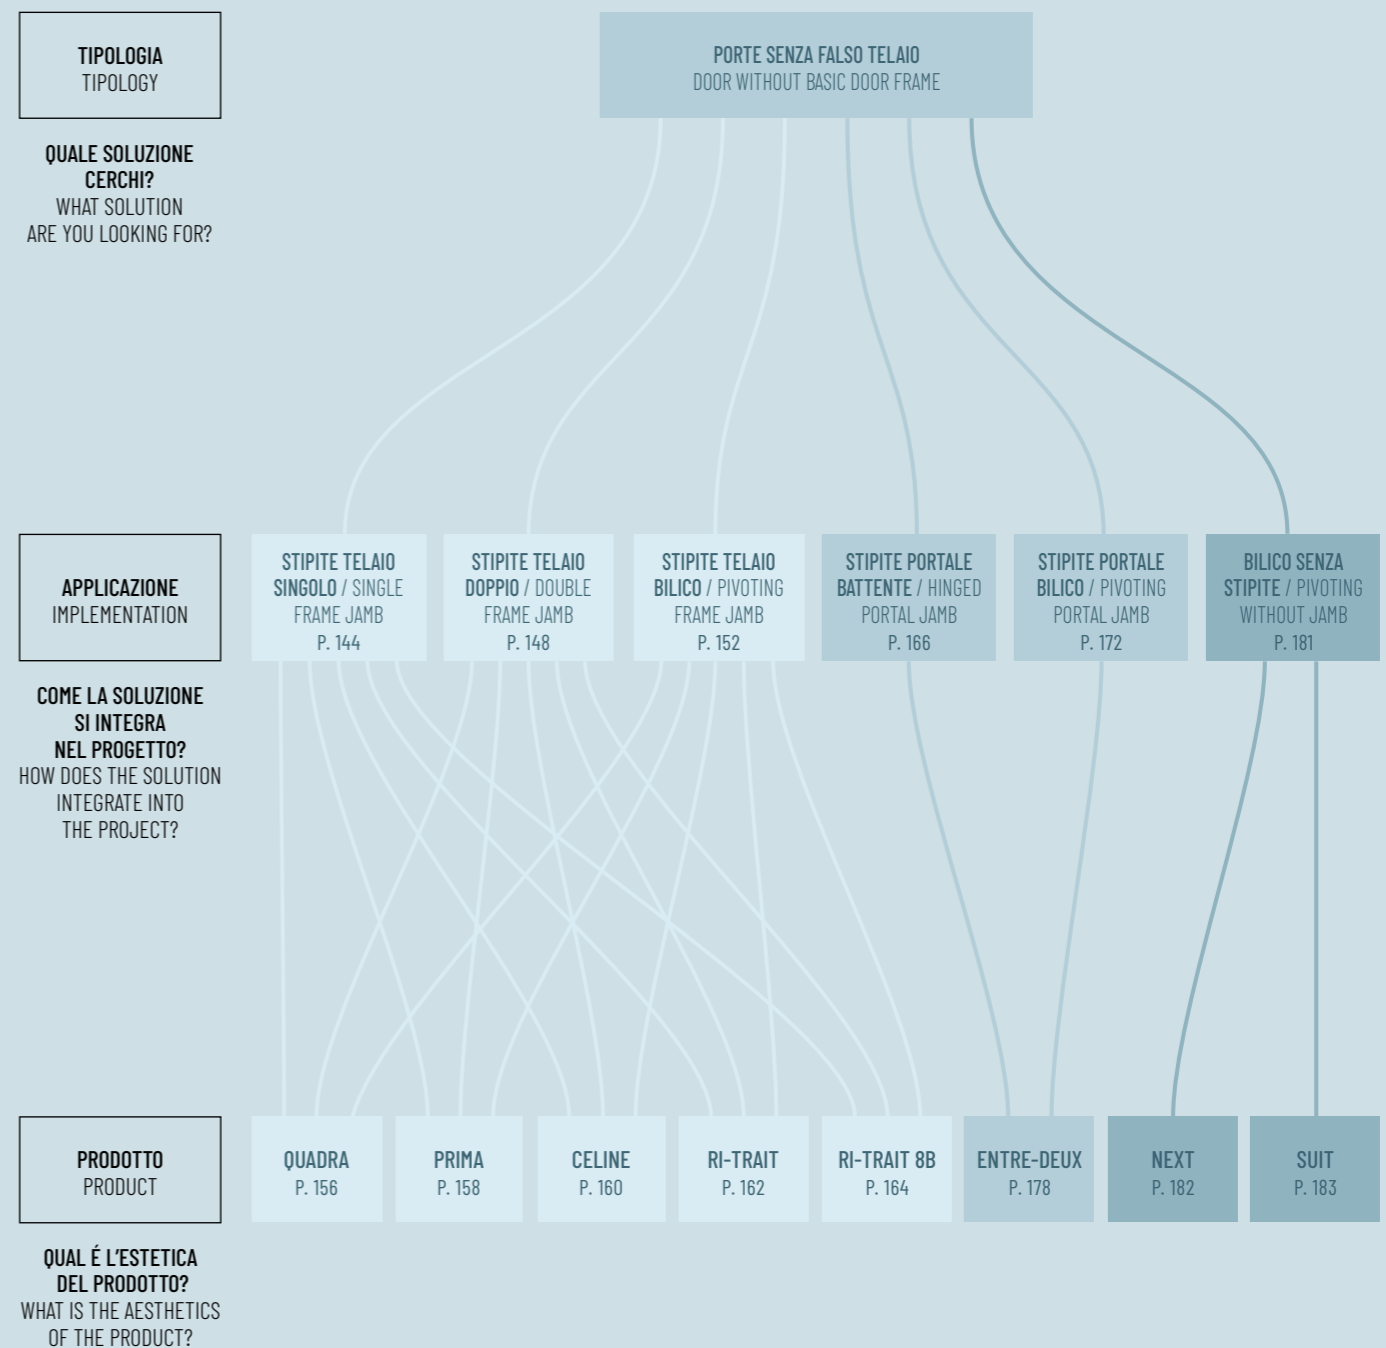 TIPOLOGIA
TIPOLOGY
PORTE SENZA FALSO TELAIO
DOOR WITHOUT BASIC DOOR FRAME
QUALE SOLUZIONE
CERCHI?
WHAT SOLUTION
ARE YOU LOOKING FOR?
APPLICAZIONE
IMPLEMENTATION
STIPITE TELAIO
SINGOLO / SINGLE
FRAME JAMB
P. 144
STIPITE TELAIO
DOPPIO / DOUBLE
FRAME JAMB
P. 148
STIPITE TELAIO
BILICO / PIVOTING
FRAME JAMB
P. 152
STIPITE PORTALE
BATTENTE / HINGED
PORTAL JAMB
P. 166
STIPITE PORTALE
BILICO / PIVOTING
PORTAL JAMB
P. 172
BILICO SENZA
STIPITE / PIVOTING
WITHOUT JAMB
P. 181
COME LA SOLUZIONE
SI INTEGRA
NEL PROGETTO?
HOW DOES THE SOLUTION
INTEGRATE INTO
THE PROJECT?
PRODOTTO
PRODUCT
QUADRA
P. 156
PRIMA
P. 158
CELINE
P. 160
RI-TRAIT
P. 162
RI-TRAIT 8B
P. 164
ENTRE-DEUX
P. 178
NEXT
P. 182
SUIT
P. 183
QUAL É L'ESTETICA
DEL PRODOTTO?
WHAT IS THE AESTHETICS
OF THE PRODUCT?